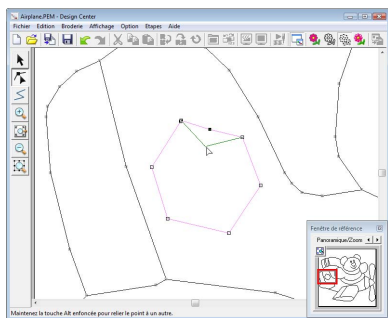 Airplane.PEM - Design Center
Fichier Edition Broderie Affichage Option Etapes Aide
Fenêtre de référence
Panoramique/Zoom
Maintenez la touche Alt enfoncée pour relier le point à un autre.